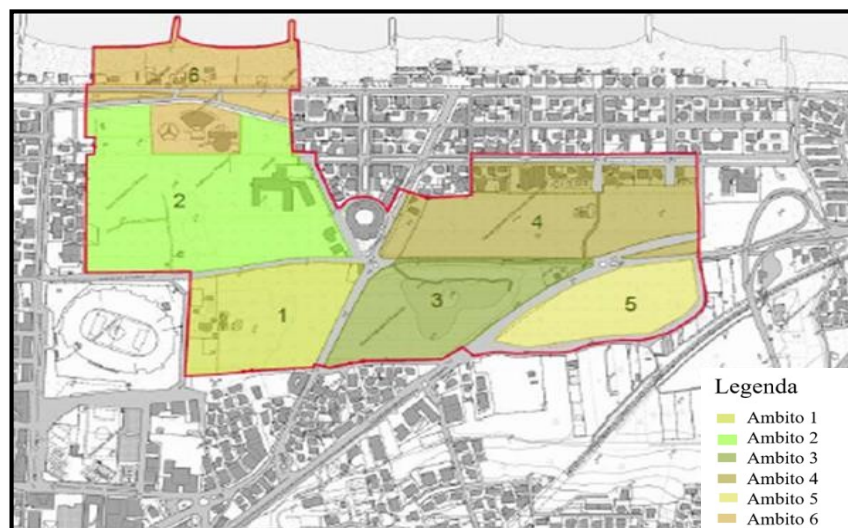 6
2
4
3
1
5
Legenda
Ambito 1
Ambito 2
Ambito 3
Ambito 4
Ambito 5
Ambito 6